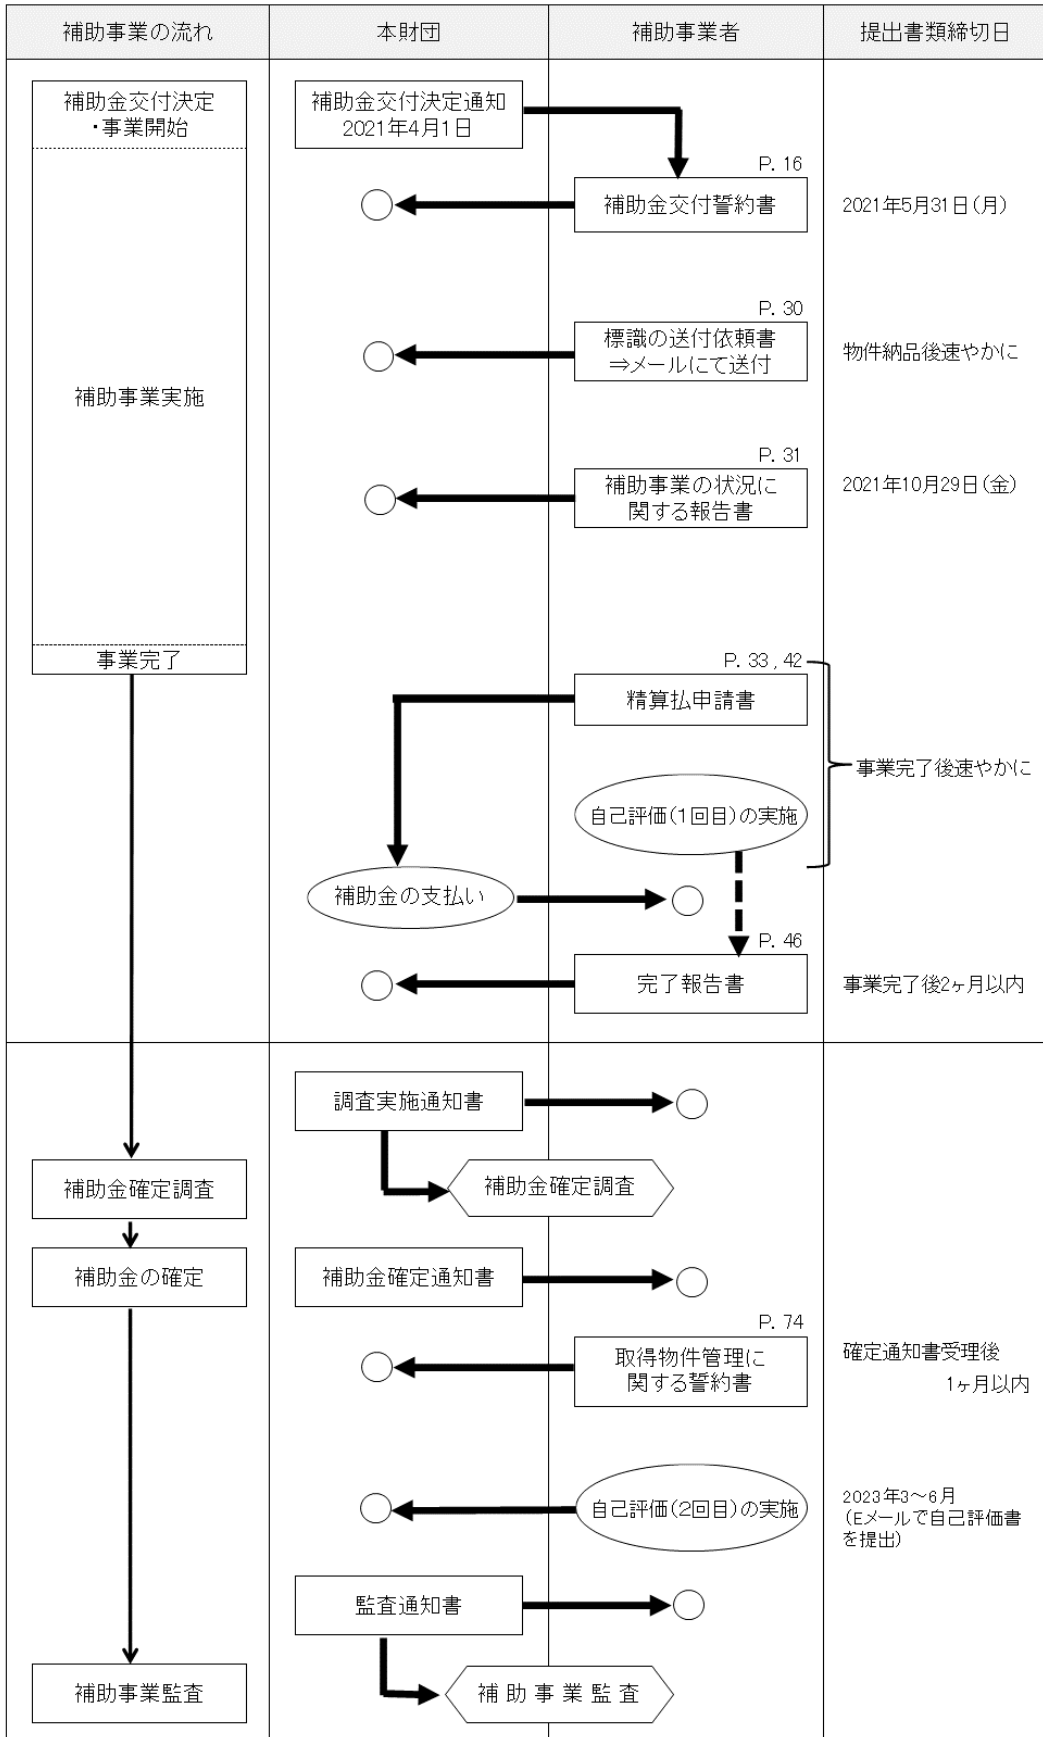 補助事業の流れ
本財団
補助事業者
提出書類締切日
補助金交付決定
・事業開始
補助金交付決定通知
2021年4月1日
P. 16
補助金交付誓約書
2021年5月31日(月)
P. 30
標識の送付依頼書
⇒メールにて送付
物件納品後速やかに
補助事業実施
P. 31
補助事業の状況に
関する報告書
2021年10月29日(金)
事業完了
P. 33 , 42
精算払申請書
事業完了後速やかに
自己評価(1回目)の実施
補助金の支払い
P. 46
完了報告書
事業完了後2ヶ月以内
調査実施通知書
補助金確定調査
補助金確定調査
補助金の確定
補助金確定通知書
P. 74
取得物件管理に
関する誓約書
確定通知書受理後
1ヶ月以内
自己評価(2回目)の実施
2023年3～6月
(Eメールで自己評価書
を提出)
監査通知書
補助事業監査
補 助 事 業 監 査